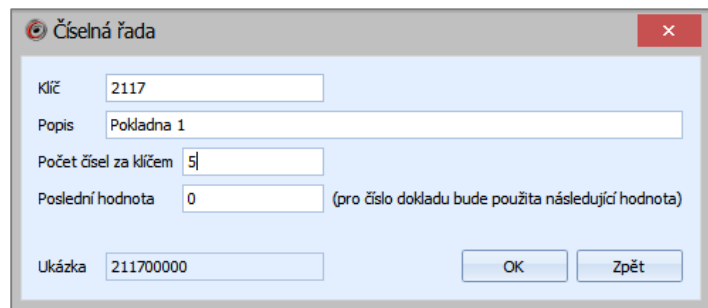 Číselná řada
Klíč 2117
Popis Pokladna 1
Počet čísel za klíčem 5
Poslední hodnota 0 (pro číslo dokladu bude použita následující hodnota)
Ukázka 211700000 OK Zpět